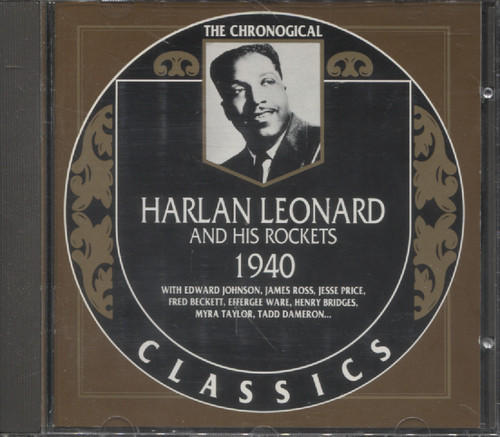 THE CHRONOGICAL
HARLAN LEONARD
AND HIS ROCKETS
1940
WITH EDWARD JOHNSON, JAMES ROSS, JESSE PRICE,
FRED BECKETT, EFFERGEE WARE, HENRY BRIDGES,
MYRA TAYLOR, TADD DAMERON...
CLASSICS